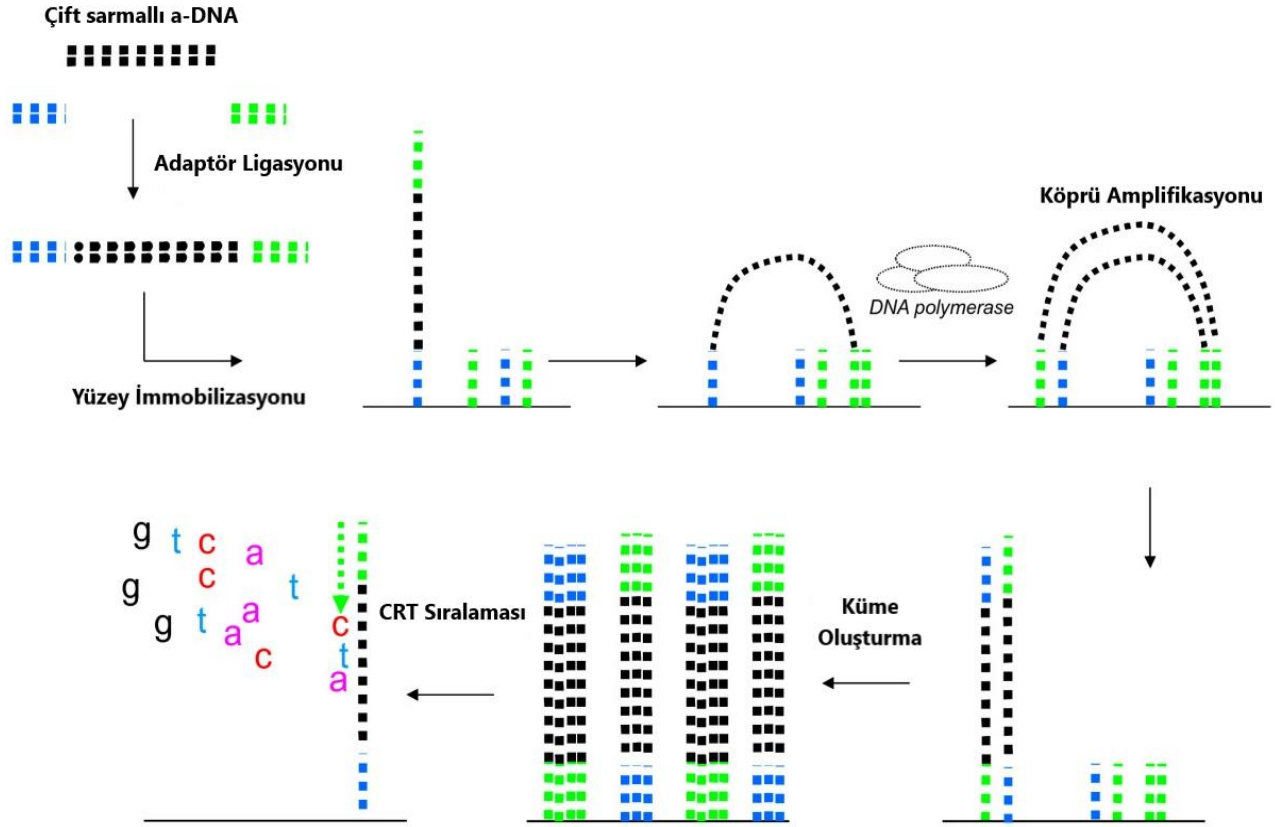 Çift sarmallı a-DNA
Adaptör Ligasyonu
Yüzey İmmobilizasyonu
DNA polymerase
Köprü Amplifikasyonu
Küme
Oluşturma
CRT Sıralaması
g t c a
c
g t
a
g t a
c
c
t
a